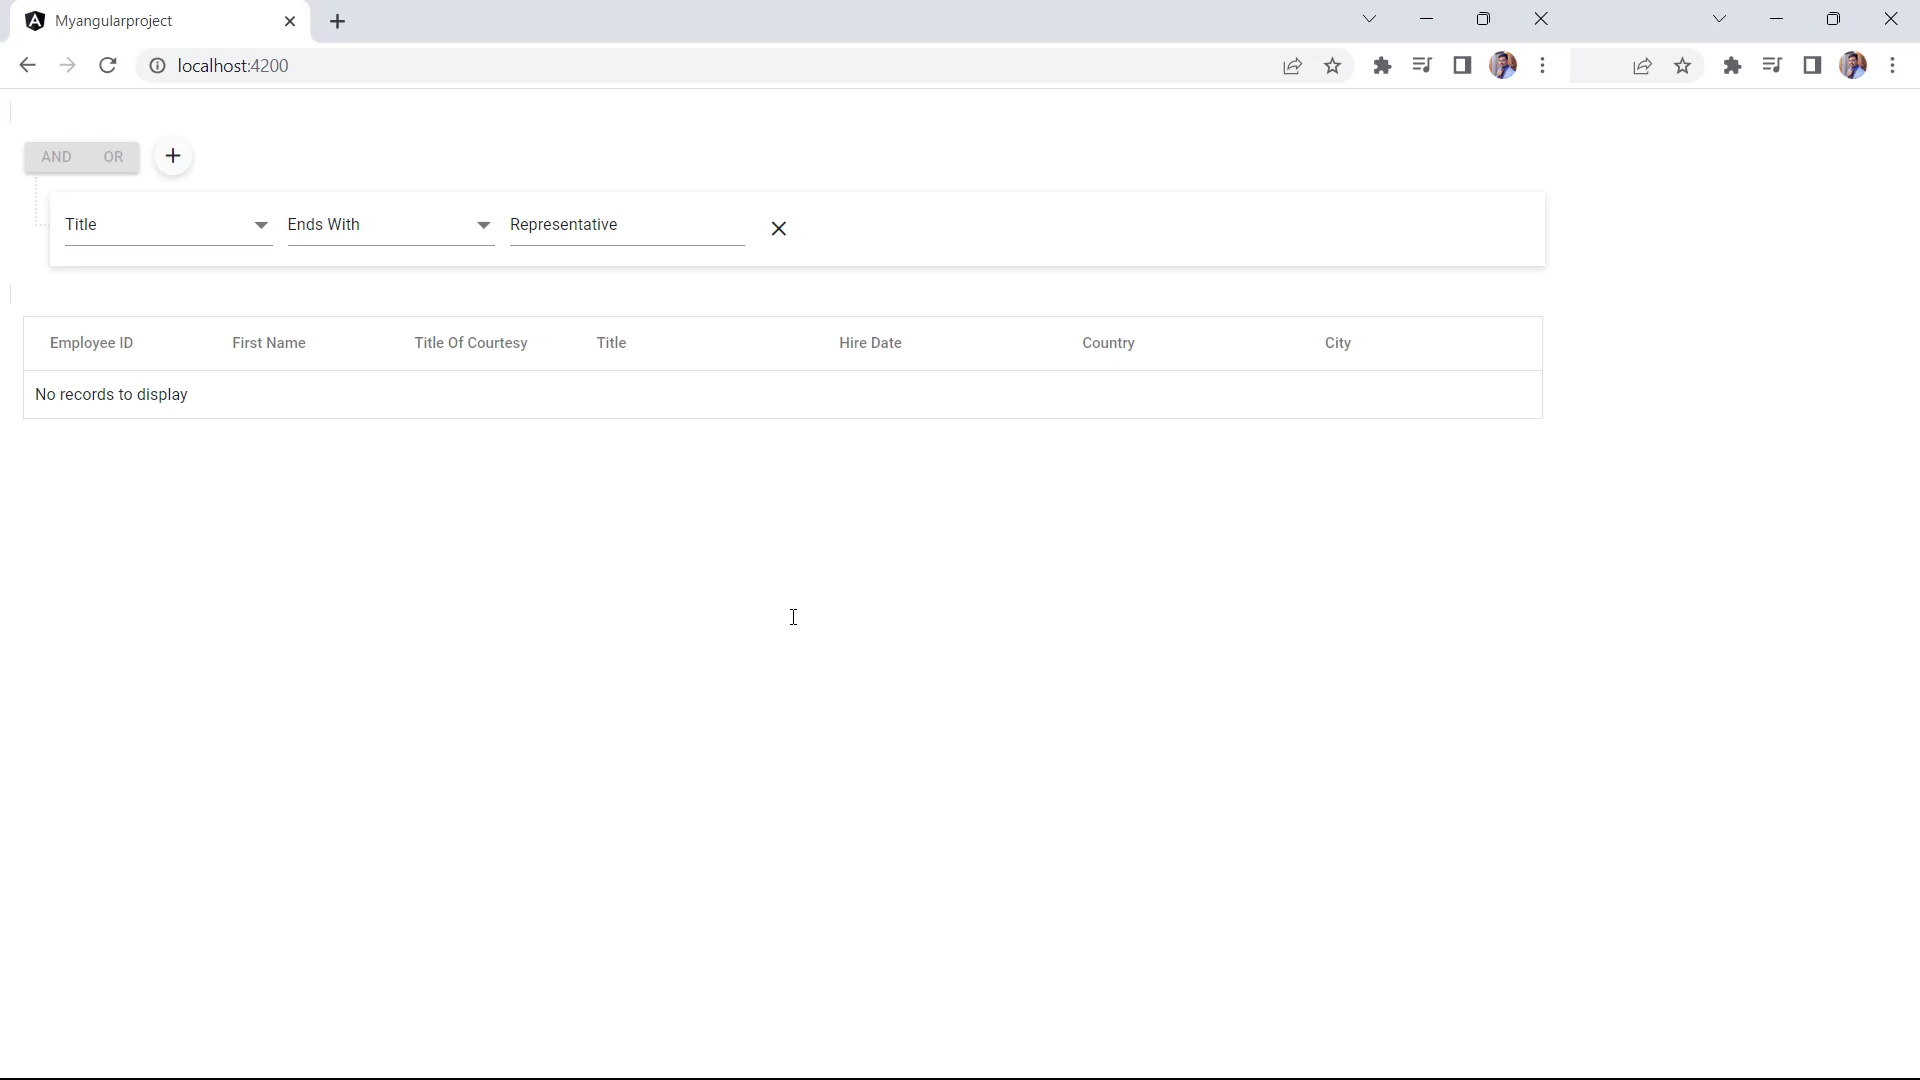 Myangularproject
localhost:4200
AND OR
Title Ends With Representative
Employee ID First Name Title Of Courtesy Title Hire Date Country City
No records to display